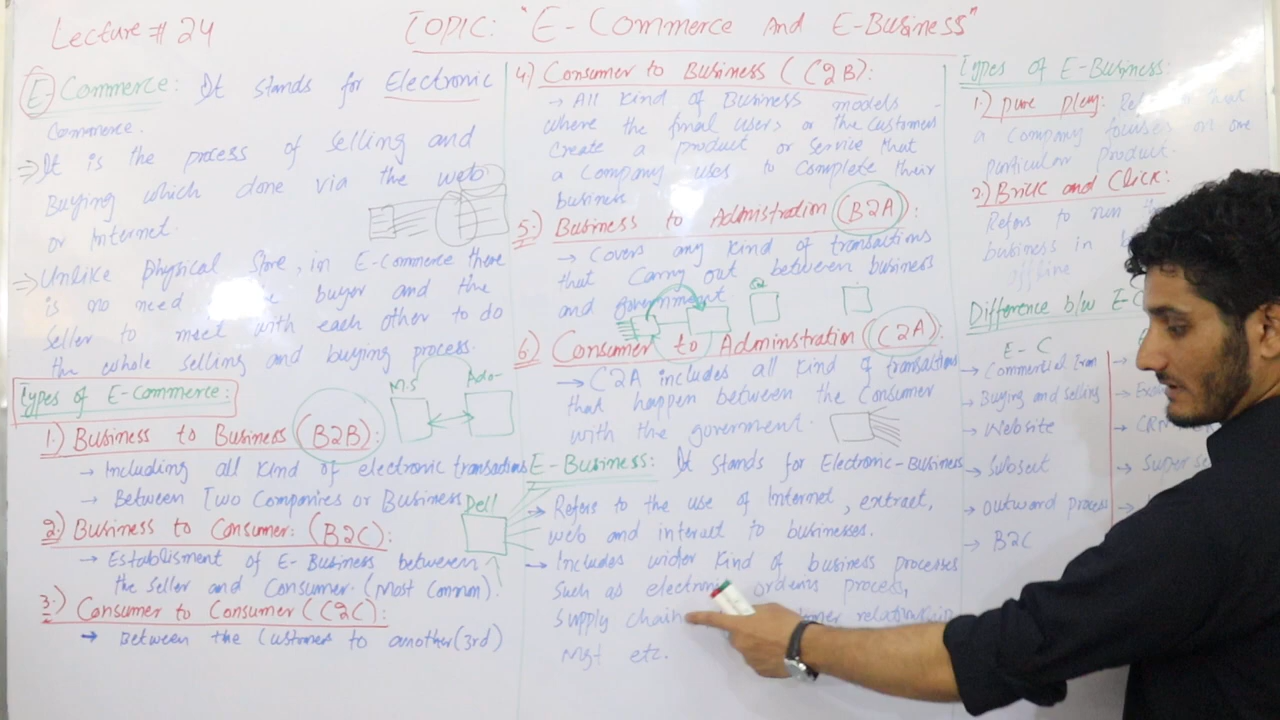 Lecture # 24
TOPIC: "E-Commerce And E-Business"
E-Commerce: It stands for Electronic
Commerce.
⇒ It is the process of selling and
Buying which done via the web
or Internet.
⇒ Unlike physical store, in E-Commerce there
is no need buyer and the
seller to meet with each other to do
the whole selling and buying process.
Types of E-Commerce:
1.) Business to Business (B2B):
→ Including all kind of electronic transactions
→ Between Two Companies or Business
M.S
Ado-
2.) Business to Consumer: (B2C):
→ Establisment of E-Business between
the seller and Consumer. (Most Common).
Dell
3.) Consumer to Consumer (C2C):
→ Between the Customer to another (3rd)
4) Consumer to Business (C2B):
→ All kind of Business models
where the final users or the customers
create a product or service that
a company uses to complete their
business
5.) Business to Admistration (B2A):
→ Covers any kind of transactions
that carry out between business
and government
6.) Consumer to Adminstration (C2A):
→ C2A includes all kind of transactions
that happen between the Consumer
with the government.
E-Business: It stands for Electronic-Business
→ Refers to the use of Internet, extract,
web and interact to businesses.
→ Includes wider kind of business processes
such as electronic orderns process,
supply chain relationship
Mgt etc.
Types of E-Business:
1.) pure play: that
a company focuses on one
particular product.
2.) Brick and Click:
Refers to run
business in
offline
Difference b/w
E-C
→ Commercial
→ Buying and selling
→ Website
→ Subset
→ Outward process
→ B2C
→ CRM
→ Super se